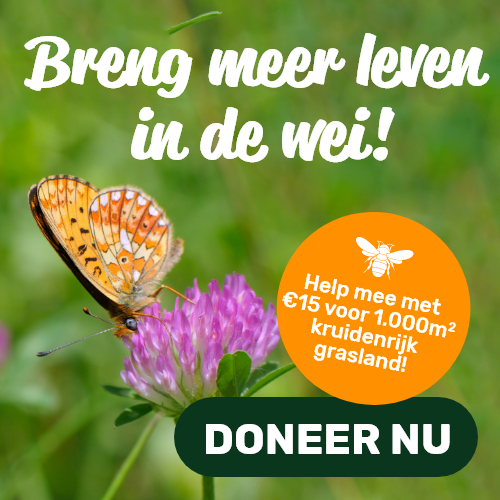 Breng meer leven
in de wei!
Help mee met
€15 voor 1.000m²
kruidenrijk
grasland!
DONEER NU